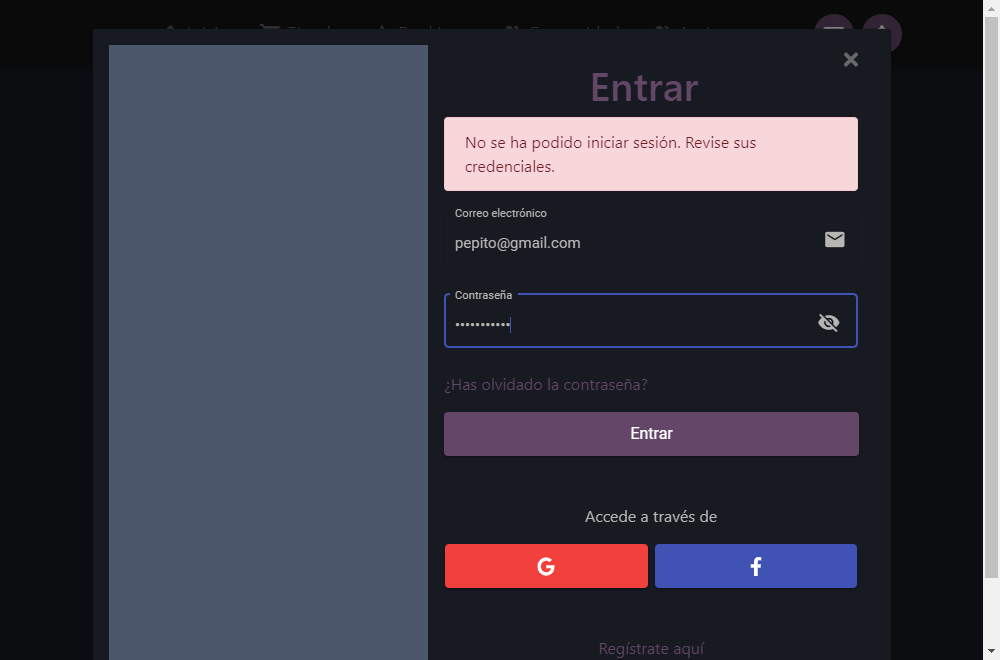 Entrar
No se ha podido iniciar sesión. Revise sus
credenciales.
Correo electrónico
pepito@gmail.com
Contraseña
•••••••••••
¿Has olvidado la contraseña?
Entrar
Accede a través de
G f
Regístrate aquí